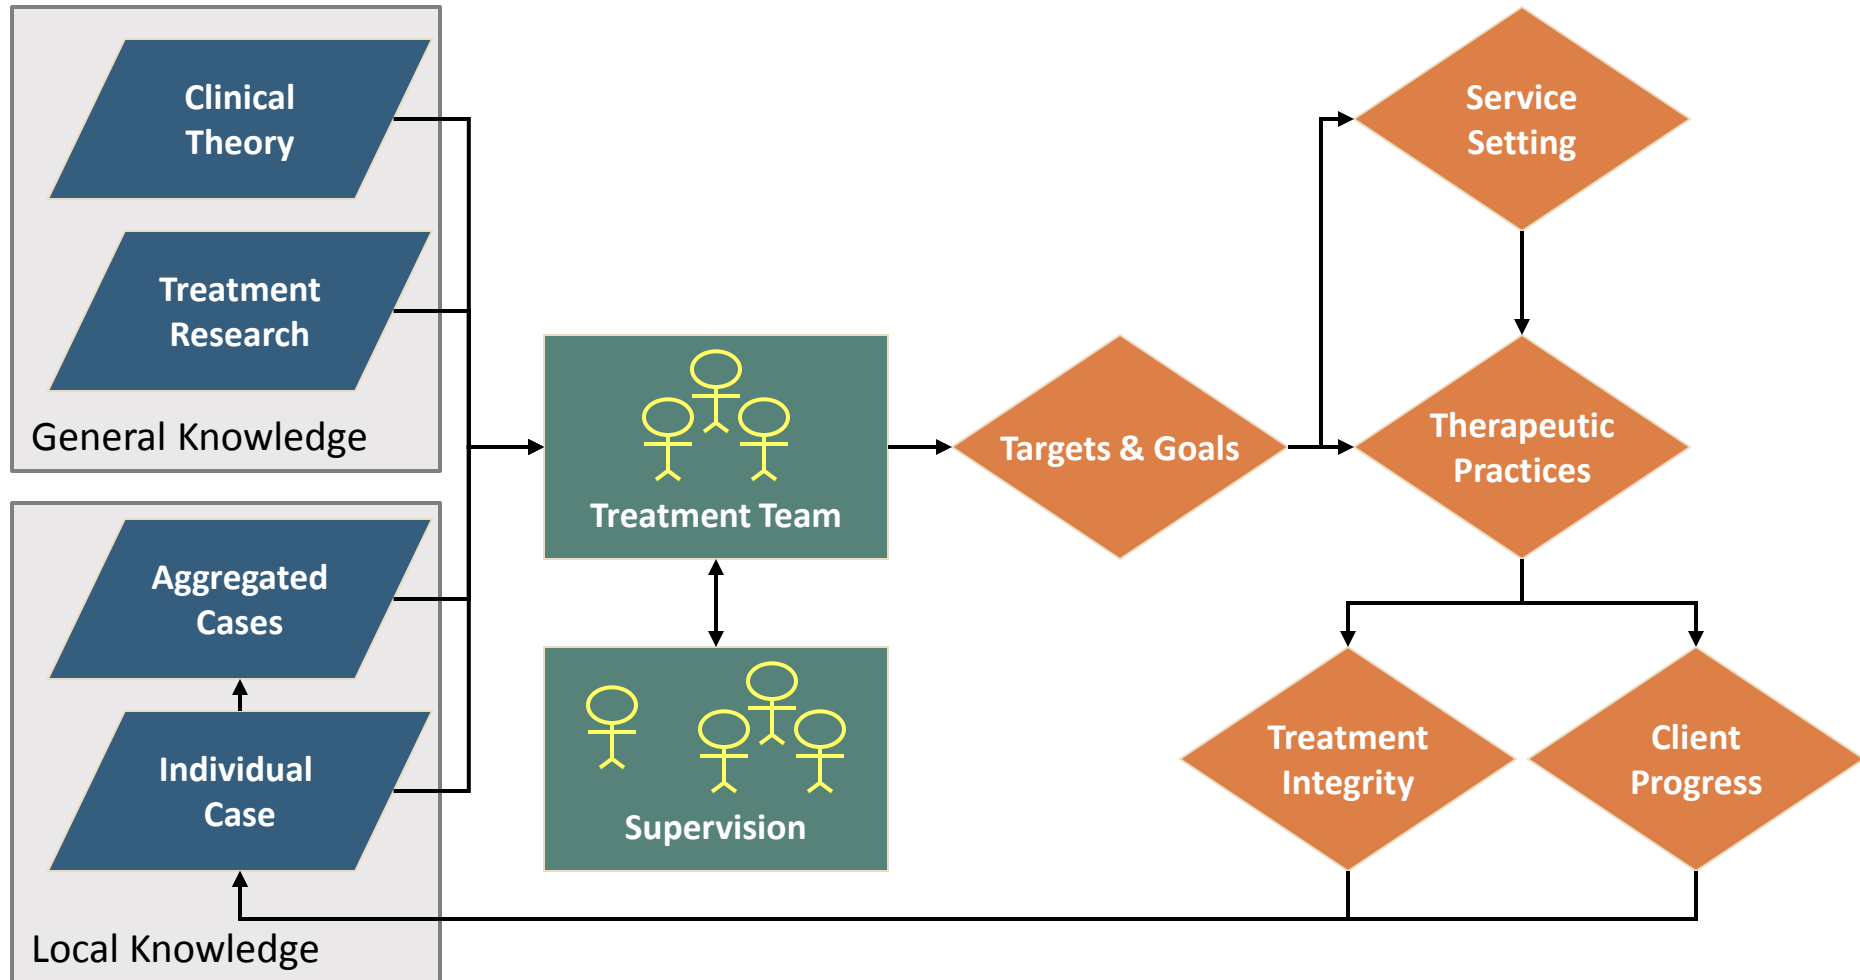 Clinical
Theory
Treatment
Research
General Knowledge
Aggregated
Cases
Individual
Case
Local Knowledge
Treatment Team
Supervision
Targets & Goals
Service
Setting
Therapeutic
Practices
Treatment
Integrity
Client
Progress